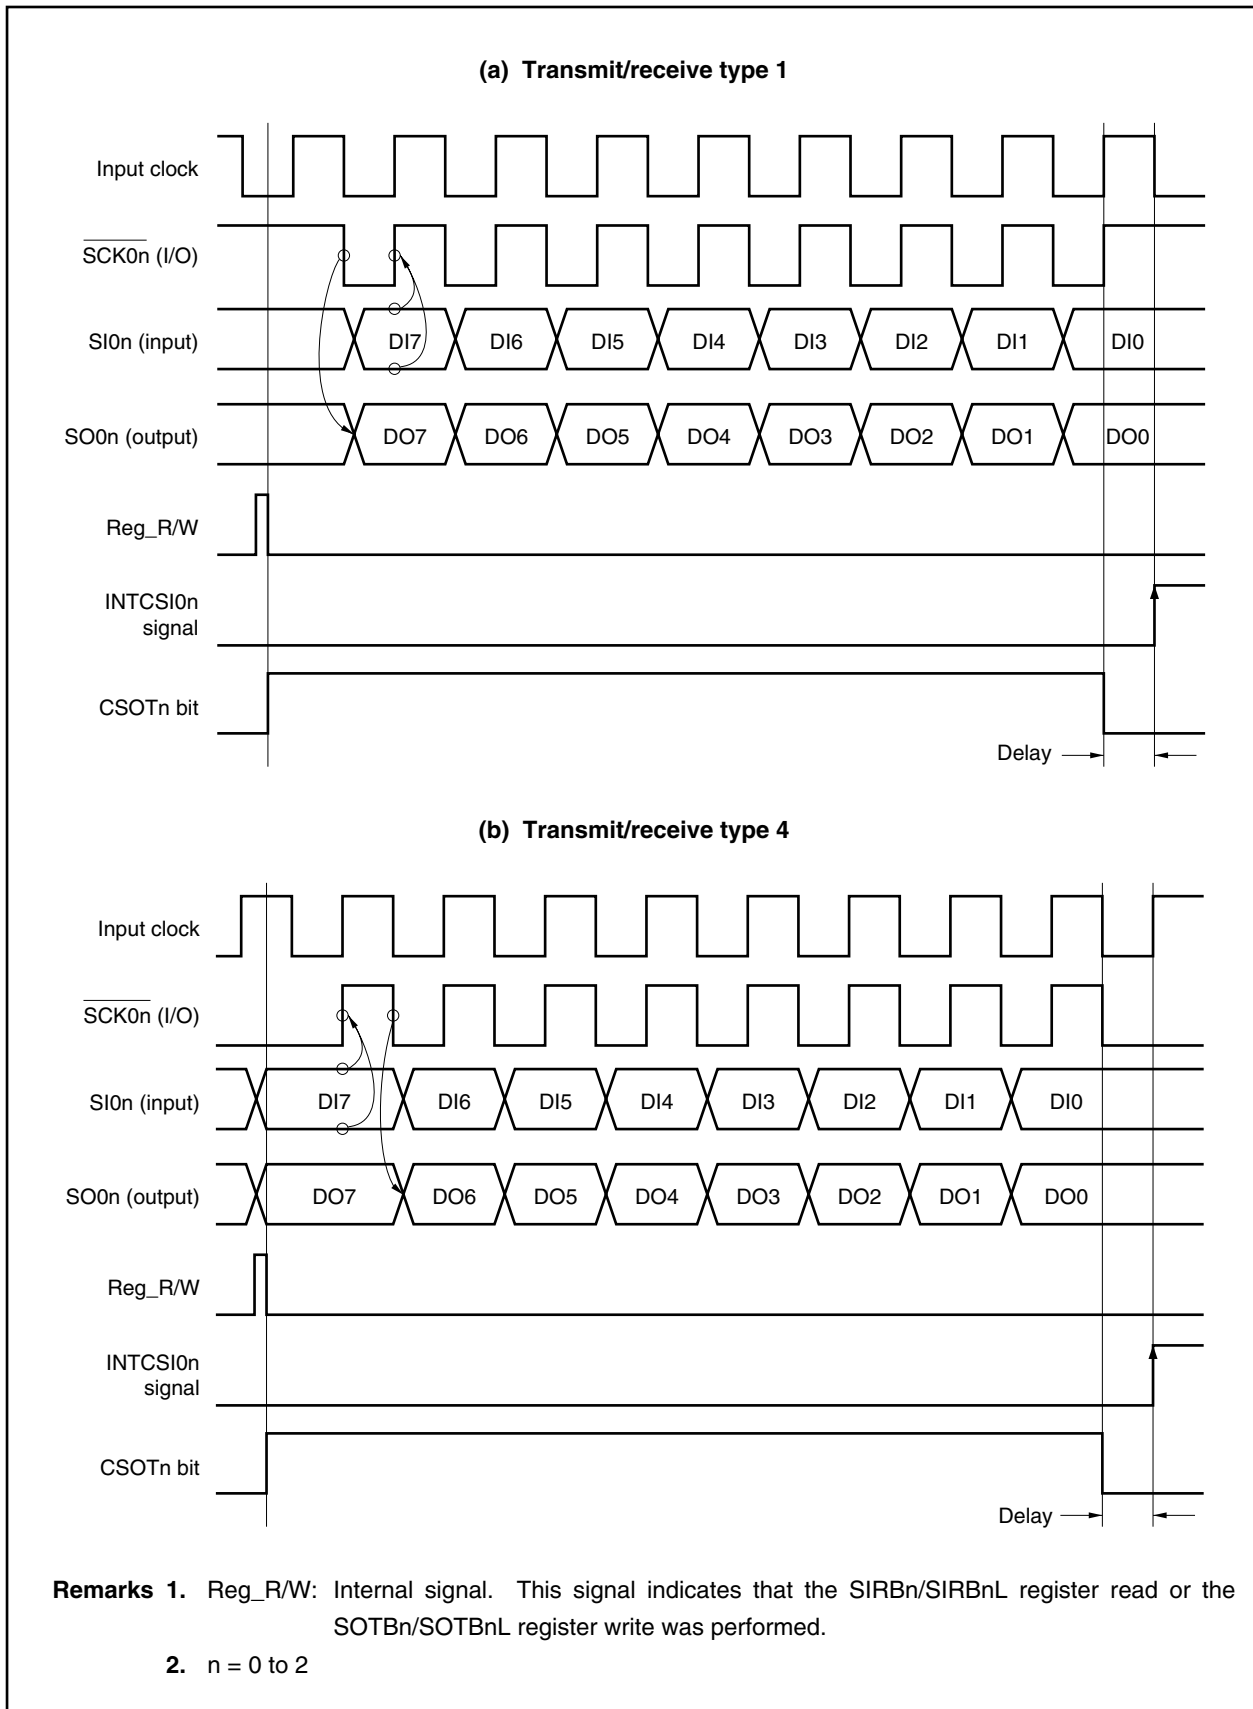 (a) Transmit/receive type 1
Input clock
SCK0n (I/O)
SI0n (input)
DI7 DI6 DI5 DI4 DI3 DI2 DI1 DI0
SO0n (output)
DO7 DO6 DO5 DO4 DO3 DO2 DO1 DO0
Reg_R/W
INTCSI0n
signal
CSOTn bit
Delay
(b) Transmit/receive type 4
Input clock
SCK0n (I/O)
SI0n (input)
DI7 DI6 DI5 DI4 DI3 DI2 DI1 DI0
SO0n (output)
DO7 DO6 DO5 DO4 DO3 DO2 DO1 DO0
Reg_R/W
INTCSI0n
signal
CSOTn bit
Delay
Remarks 1. Reg_R/W: Internal signal. This signal indicates that the SIRBn/SIRBnL register read or the
SOTBn/SOTBnL register write was performed.
2. n = 0 to 2